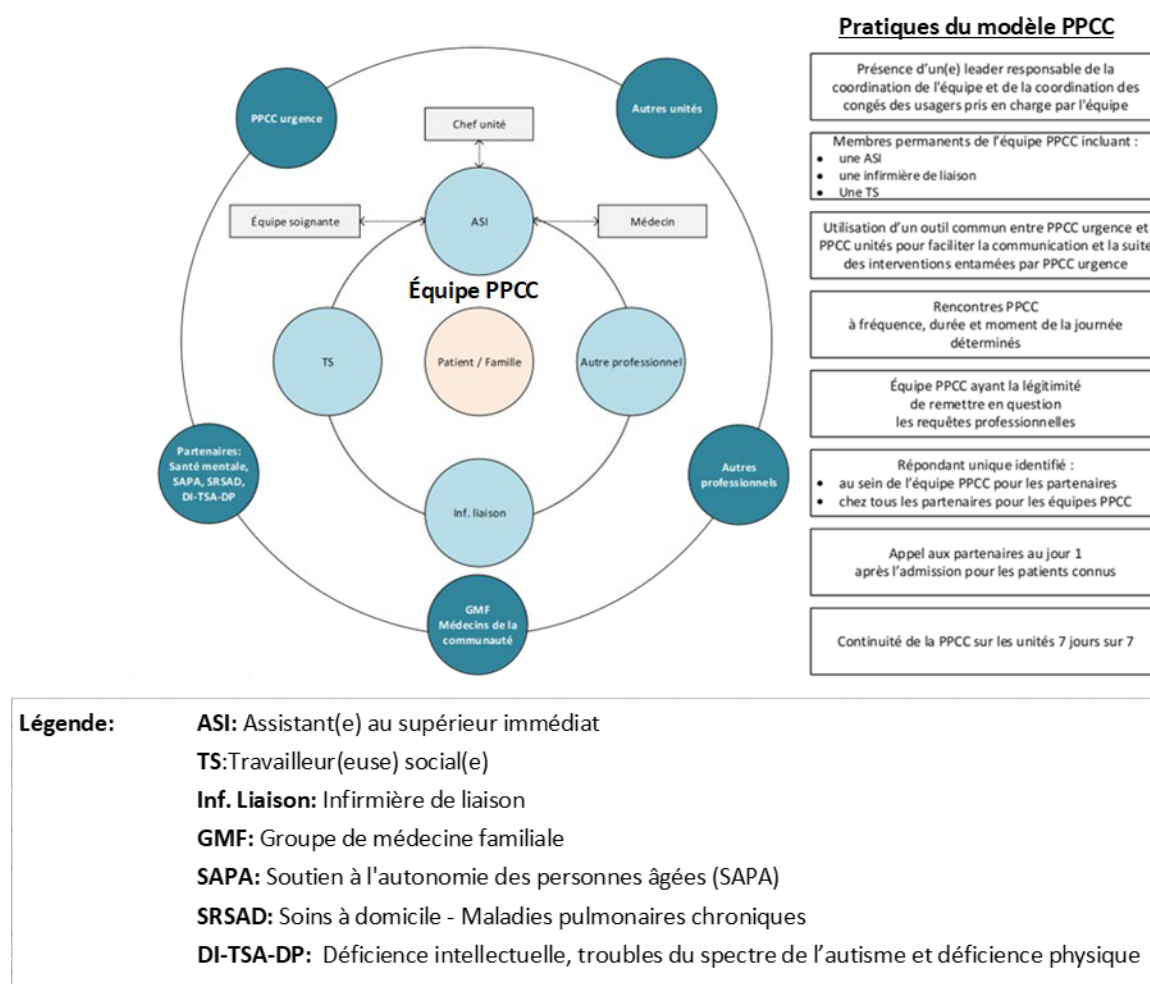 Pratiques du modèle PPCC
PPCC urgence
Autres unités
Chef unité
Équipe soignante
ASI
Médecin
Équipe PPCC
TS
Patient / Famille
Autre professionnel
Partenaires:
Santé mentale,
SAPA, SRSAD,
DI-TSA-DP
Autres
professionnels
Inf. liaison
GMF
Médecins de la
communauté
Présence d’un(e) leader responsable de la
coordination de l'équipe et de la coordination des
congés des usagers pris en charge par l'équipe
Membres permanents de l’équipe PPCC incluant :
• une ASI
• une infirmière de liaison
• Une TS
Utilisation d’un outil commun entre PPCC urgence et
PPCC unités pour faciliter la communication et la suite
des interventions entamées par PPCC urgence
Rencontres PPCC
à fréquence, durée et moment de la journée
déterminés
Équipe PPCC ayant la légitimité
de remettre en question
les requêtes professionnelles
Répondant unique identifié :
• au sein de l’équipe PPCC pour les partenaires
• chez tous les partenaires pour les équipes PPCC
Appel aux partenaires au jour 1
après l’admission pour les patients connus
Continuité de la PPCC sur les unités 7 jours sur 7
Légende: ASI: Assistant(e) au supérieur immédiat
TS:Travailleur(euse) social(e)
Inf. Liaison: Infirmière de liaison
GMF: Groupe de médecine familiale
SAPA: Soutien à l'autonomie des personnes âgées (SAPA)
SRSAD: Soins à domicile - Maladies pulmonaires chroniques
DI-TSA-DP: Déficience intellectuelle, troubles du spectre de l’autisme et déficience physique